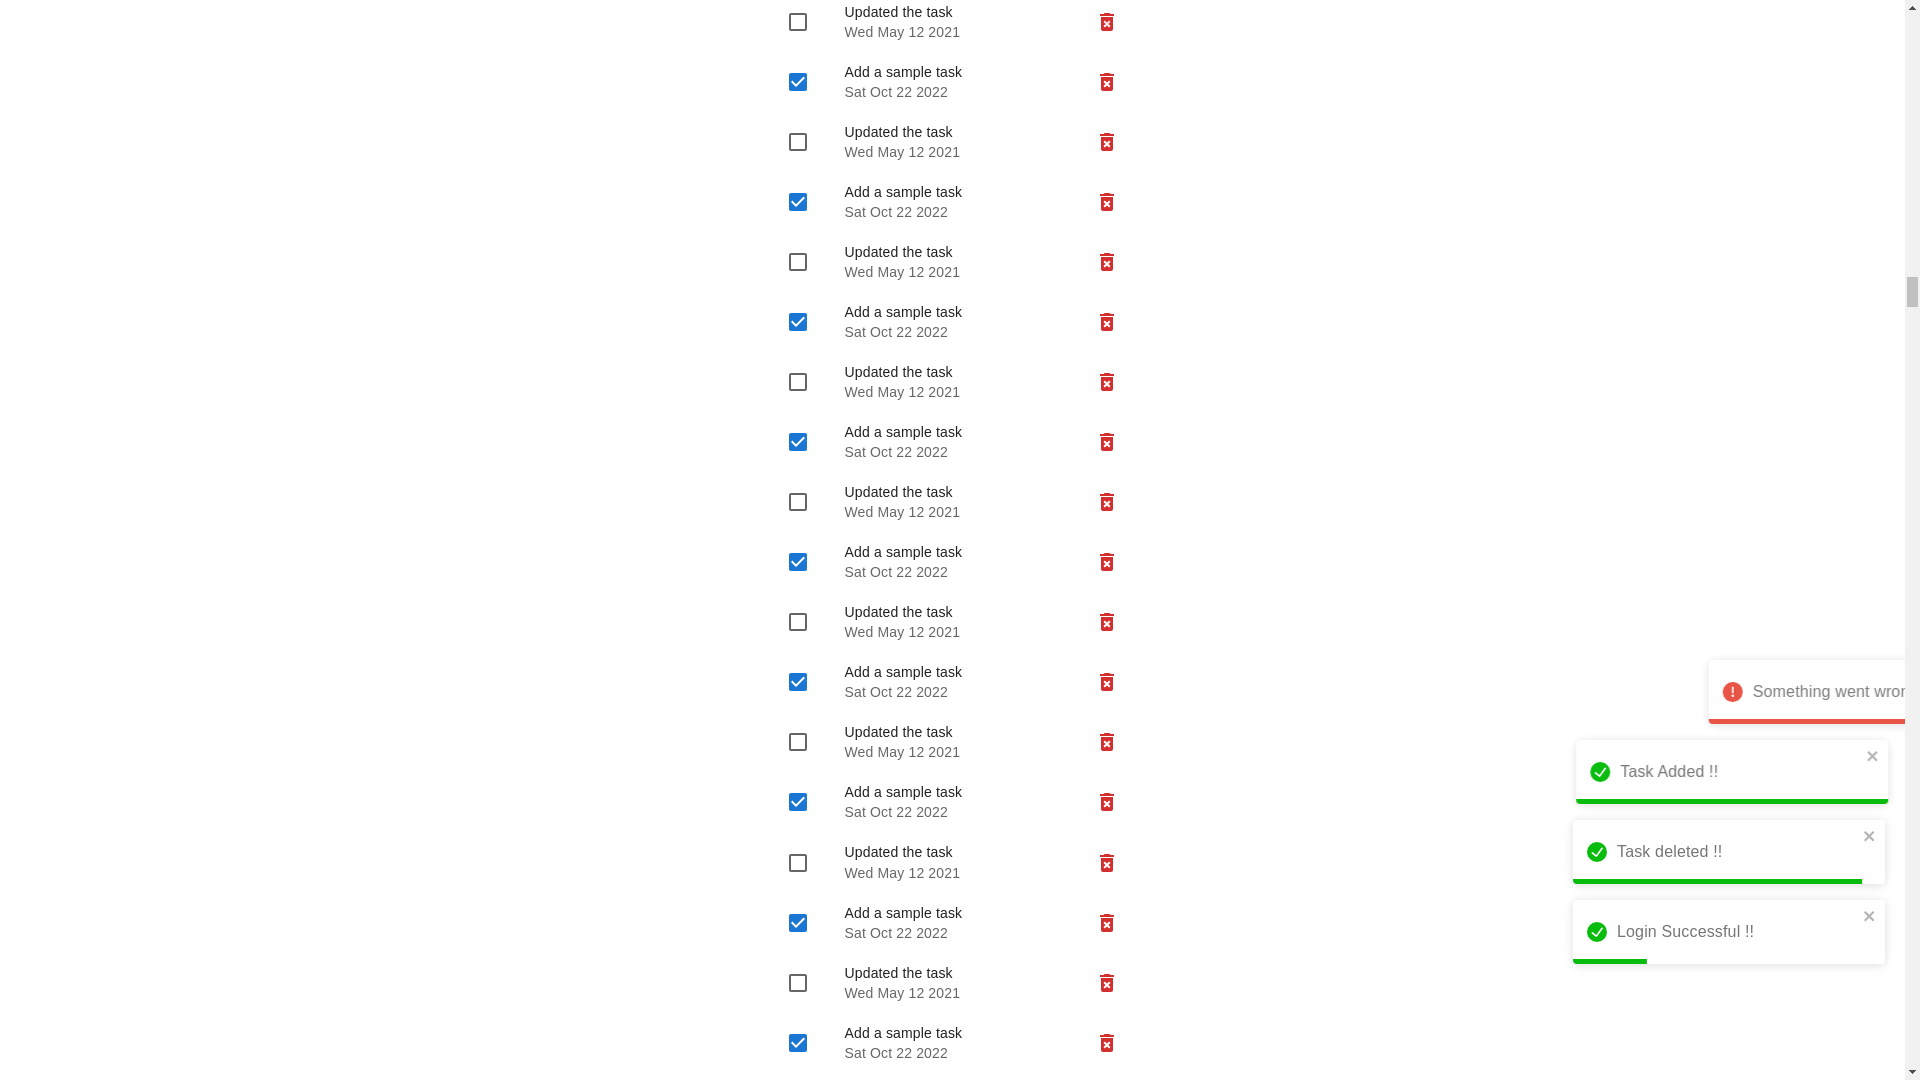 Updated the task
Wed May 12 2021
Add a sample task
Sat Oct 22 2022
Updated the task
Wed May 12 2021
Add a sample task
Sat Oct 22 2022
Updated the task
Wed May 12 2021
Add a sample task
Sat Oct 22 2022
Updated the task
Wed May 12 2021
Add a sample task
Sat Oct 22 2022
Updated the task
Wed May 12 2021
Add a sample task
Sat Oct 22 2022
Updated the task
Wed May 12 2021
Add a sample task
Sat Oct 22 2022
Updated the task
Wed May 12 2021
Add a sample task
Sat Oct 22 2022
Updated the task
Wed May 12 2021
Add a sample task
Sat Oct 22 2022
Updated the task
Wed May 12 2021
Add a sample task
Sat Oct 22 2022
Something went
Task Added !!
Task deleted !!
Login Successful !!